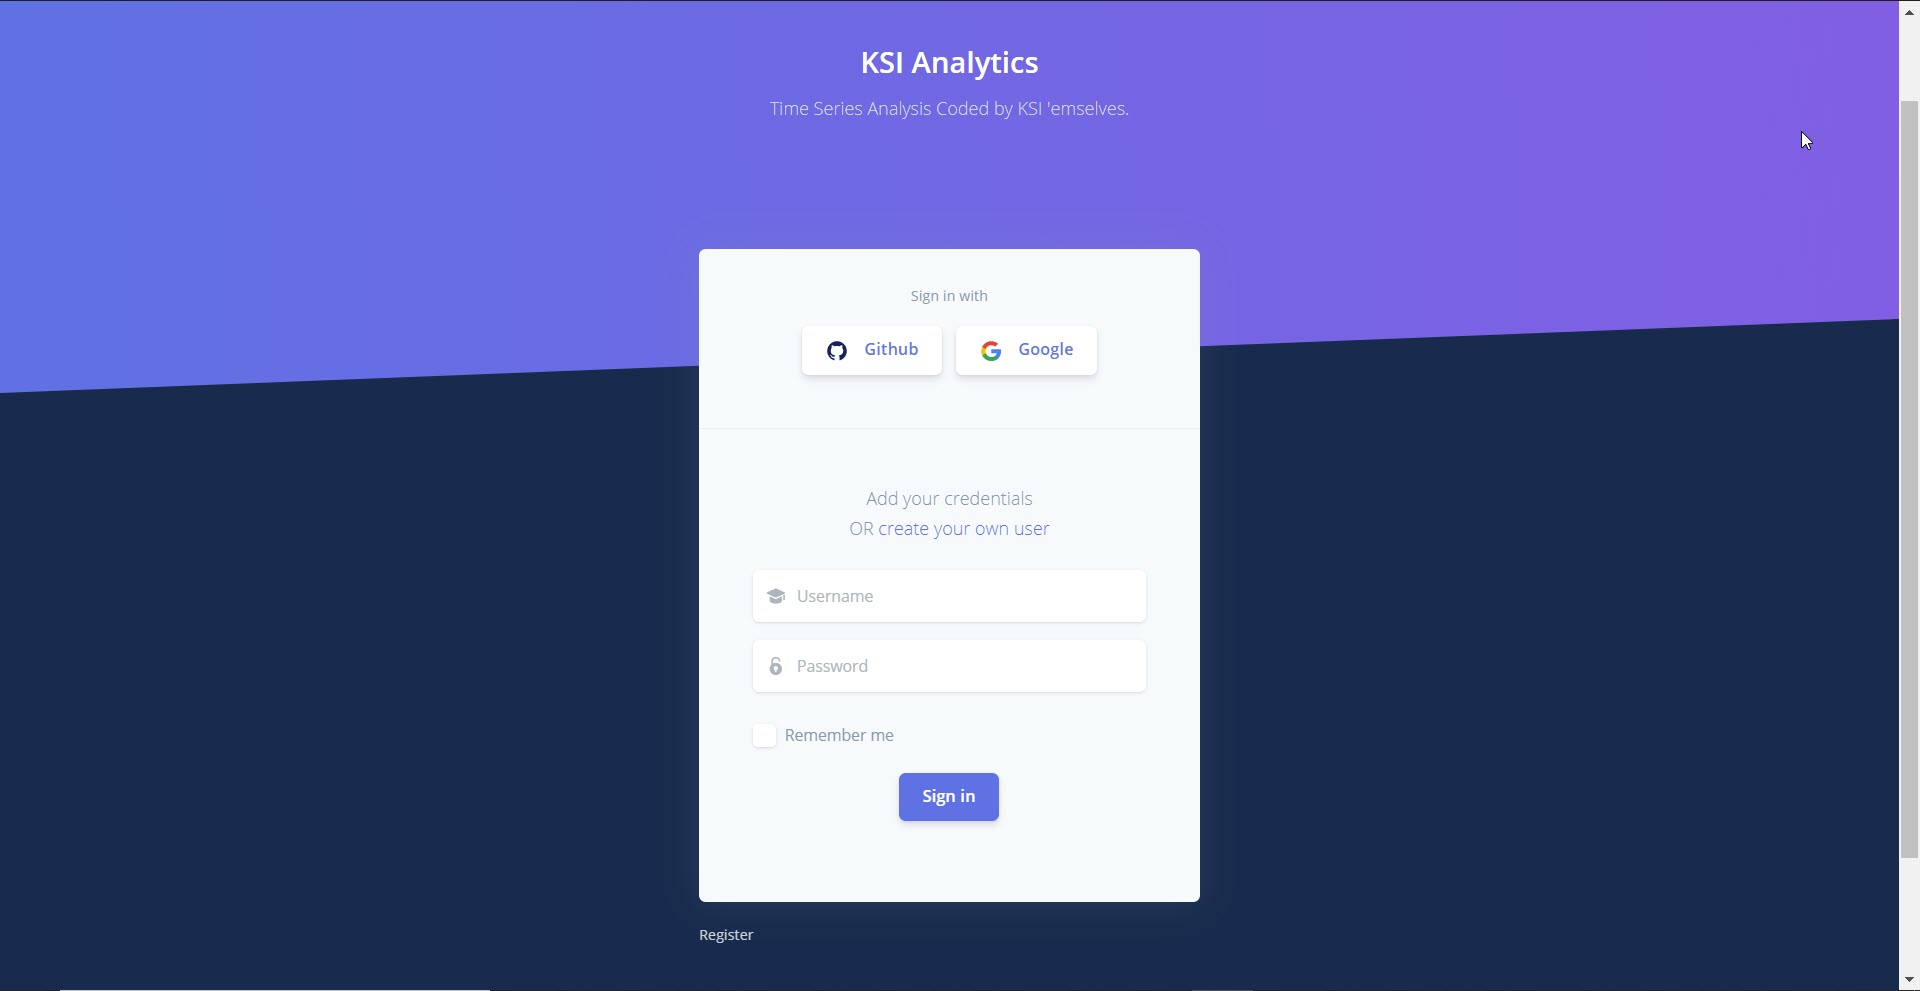 KSI Analytics
Time Series Analysis Coded by KSI 'emselves.
Sign in with
Github
Google
Add your credentials
OR create your own user
Username
Password
Remember me
Sign in
Register